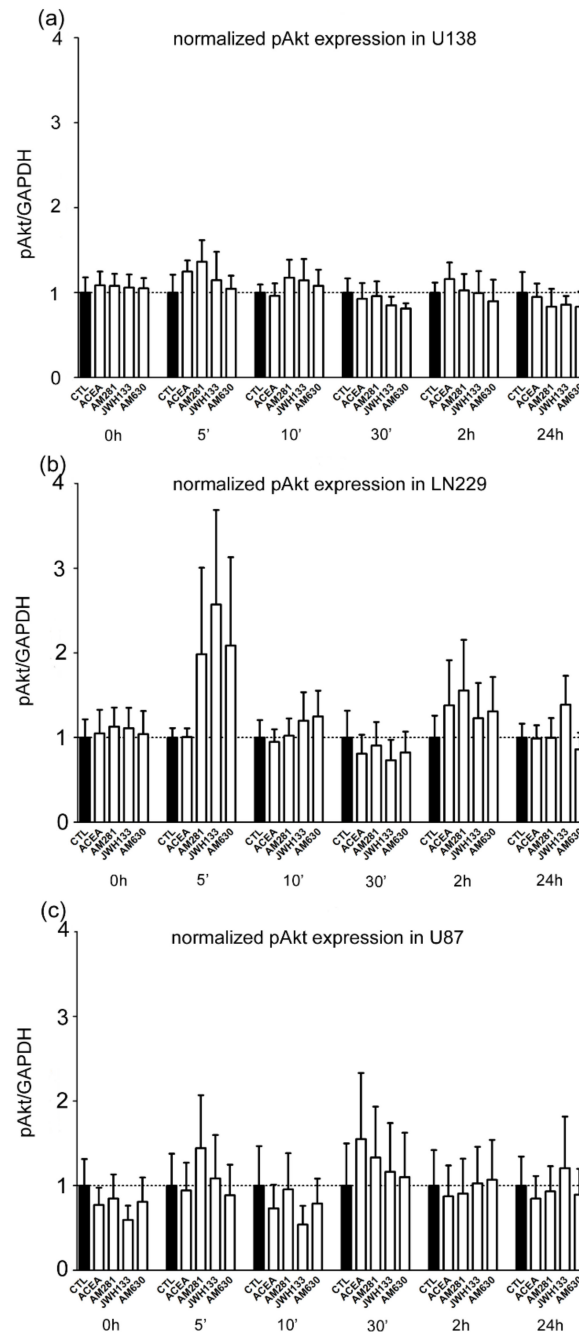 (a)
normalized pAkt expression in U138
pAkt/GAPDH
4
3
2
1
0
CTL ACEA AM281 JWH133 AM630 CTL ACEA AM281 JWH133 AM630 CTL ACEA AM281 JWH133 AM630 CTL ACEA AM281 JWH133 AM630 CTL ACEA AM281 JWH133 AM630 CTL ACEA AM281 JWH133 AM630
0h 5' 10' 30' 2h 24h
(b)
normalized pAkt expression in LN229
pAkt/GAPDH
4
3
2
1
0
CTL ACEA AM281 JWH133 AM630 CTL ACEA AM281 JWH133 AM630 CTL ACEA AM281 JWH133 AM630 CTL ACEA AM281 JWH133 AM630 CTL ACEA AM281 JWH133 AM630 CTL ACEA AM281 JWH133 AM630
0h 5' 10' 30' 2h 24h
(c)
normalized pAkt expression in U87
pAkt/GAPDH
4
3
2
1
0
CTL ACEA AM281 JWH133 AM630 CTL ACEA AM281 JWH133 AM630 CTL ACEA AM281 JWH133 AM630 CTL ACEA AM281 JWH133 AM630 CTL ACEA AM281 JWH133 AM630 CTL ACEA AM281 JWH133 AM630
0h 5' 10' 30' 2h 24h